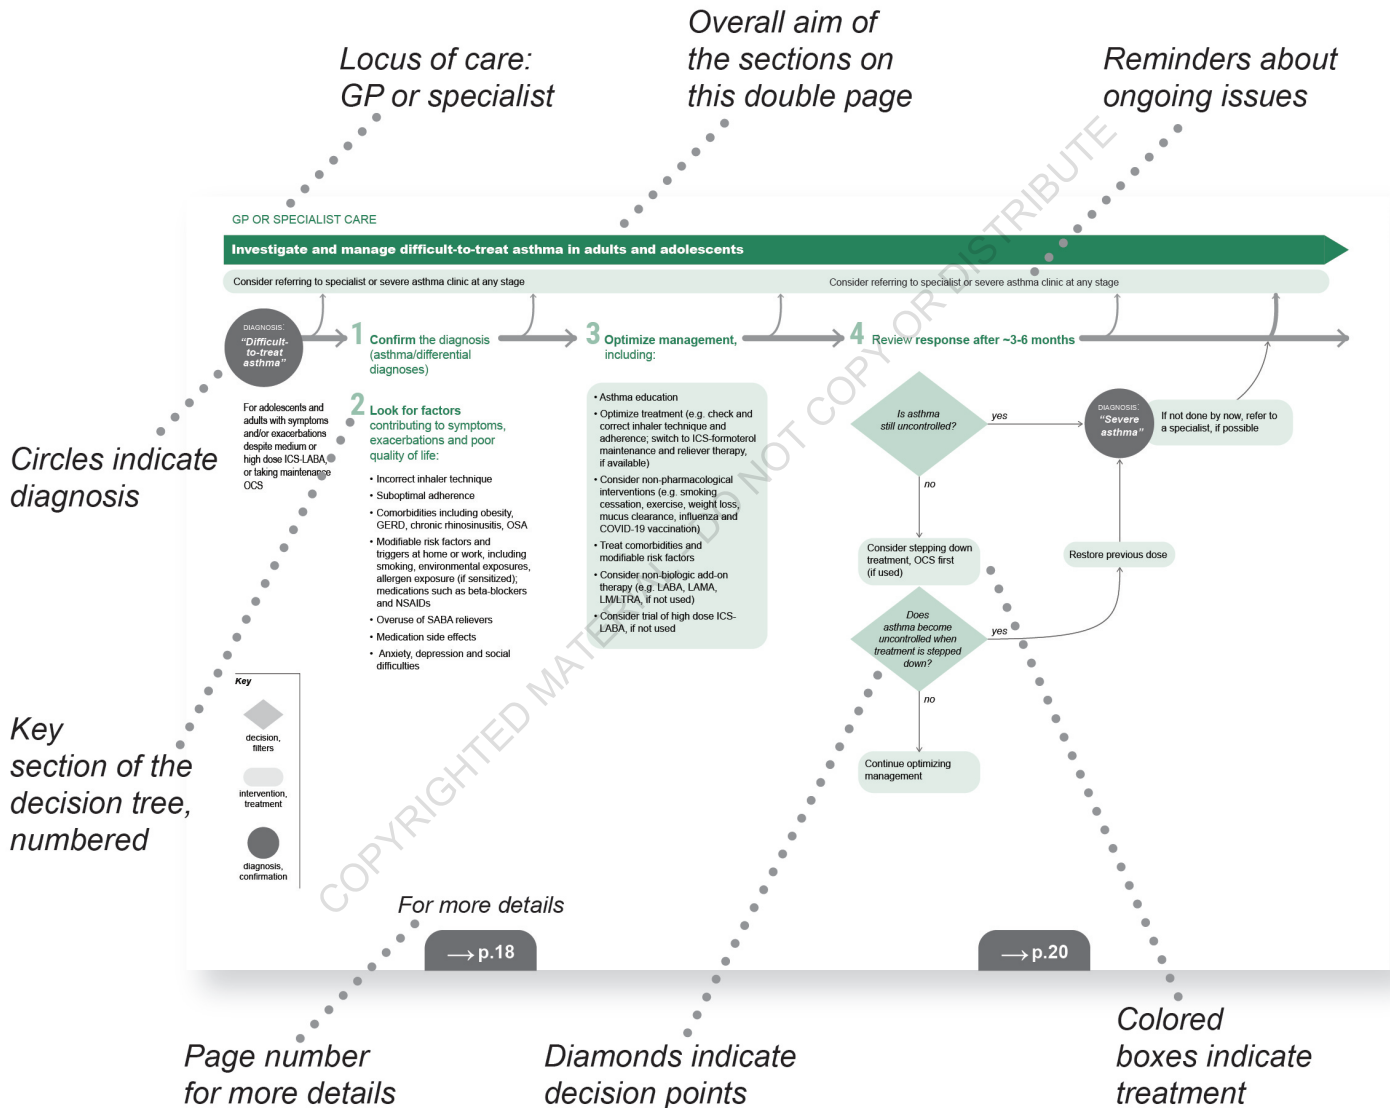 Locus of care:
GP or specialist
Overall aim of
the sections on
this double page
Reminders about
ongoing issues
GP OR SPECIALIST CARE
Investigate and manage difficult-to-treat asthma in adults and adolescents
Consider referring to specialist or severe asthma clinic at any stage
Consider referring to specialist or severe asthma clinic at any stage
DIAGNOSIS:
“Difficult-
to-treat
asthma”
For adolescents and
adults with symptoms
and/or exacerbations
despite medium or
high dose ICS-LABA,
or taking maintenance
OCS
1 Confirm the diagnosis
(asthma/differential
diagnoses)
2 Look for factors
contributing to symptoms,
exacerbations and poor
quality of life:
• Incorrect inhaler technique
• Suboptimal adherence
• Comorbidities including obesity,
GERD, chronic rhinosinusitis, OSA
• Modifiable risk factors and
triggers at home or work, including
smoking, environmental exposures,
allergen exposure (if sensitized);
medications such as beta-blockers
and NSAIDs
• Overuse of SABA relievers
• Medication side effects
• Anxiety, depression and social
difficulties
3 Optimize management,
including:
• Asthma education
• Optimize treatment (e.g. check and
correct inhaler technique and
adherence; switch to ICS-formoterol
maintenance and reliever therapy,
if available)
• Consider non-pharmacological
interventions (e.g. smoking
cessation, exercise, weight loss,
mucus clearance, influenza and
COVID-19 vaccination)
• Treat comorbidities and
modifiable risk factors
• Consider non-biologic add-on
therapy (e.g. LABA, LAMA,
LM/LTRA, if not used)
• Consider trial of high dose ICS-
LABA, if not used
4 Review response after ~3-6 months
Is asthma
still uncontrolled?
yes
DIAGNOSIS:
“Severe
asthma”
If not done by now, refer to
a specialist, if possible
no
Consider stepping down
treatment, OCS first
(if used)
Restore previous dose
Does
asthma become
uncontrolled when
treatment is stepped
down?
yes
no
Continue optimizing
management
Key
decision,
filters
intervention,
treatment
diagnosis,
confirmation
Circles indicate
diagnosis
Key
section of the
decision tree,
numbered
For more details
→ p.18
→ p.20
Page number
for more details
Diamonds indicate
decision points
Colored
boxes indicate
treatment
COPYRIGHTED MATERIAL - DO NOT COPY OR DISTRIBUTE